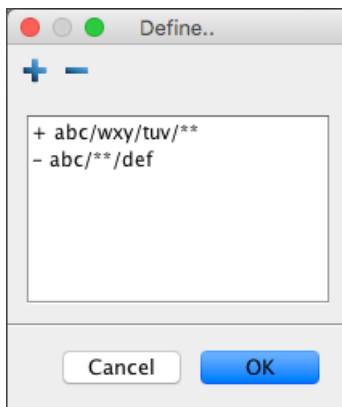 Define..
+ abc/wxy/tuv/**
– abc/**/def
Cancel
OK